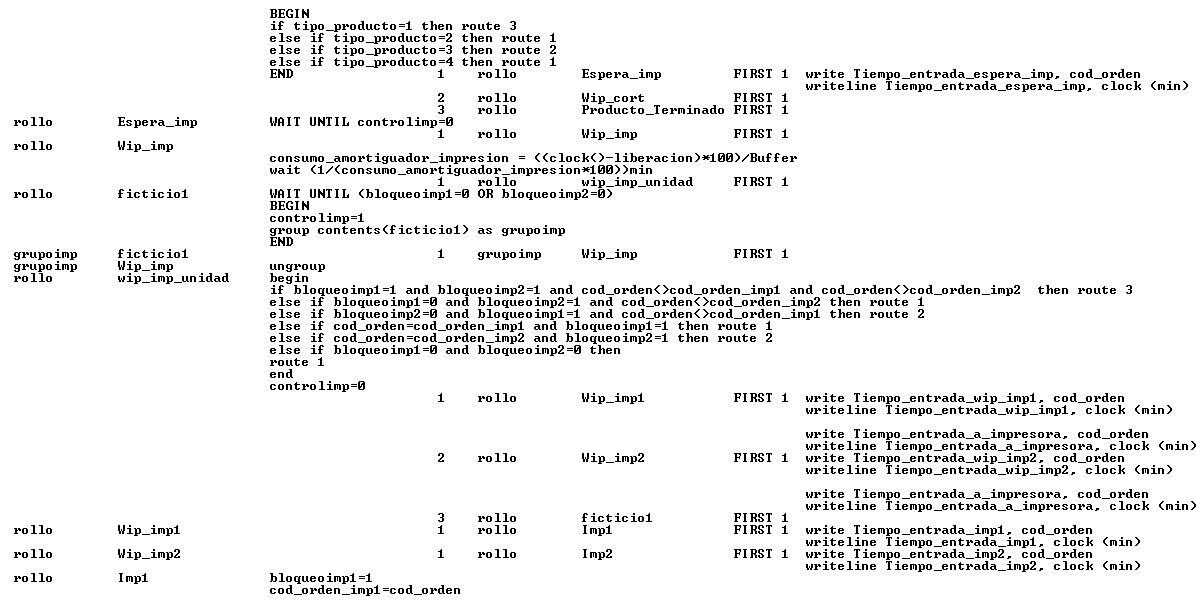 BEGIN
if tipo_producto=1 then route 3
else if tipo_producto=2 then route 1
else if tipo_producto=3 then route 2
else if tipo_producto=4 then route 1
END 1 rollo Espera_imp FIRST 1 write Tiempo_entrada_espera_imp, cod_orden
writeline Tiempo_entrada_espera_imp, clock (min)
2 rollo Wip_cort FIRST 1
3 rollo Producto_Terminado FIRST 1
rollo Espera_imp WAIT UNTIL controlimp=0
1 rollo Wip_imp FIRST 1
rollo Wip_imp
consumo_amortiguador_impresion = ((clock()-liberacion)*100)/Buffer
wait (1/(consumo_amortiguador_impresion*100))min
1 rollo wip_imp_unidad FIRST 1
rollo ficticio1 WAIT UNTIL (bloqueoimp1=0 OR bloqueoimp2=0)
BEGIN
controlimp=1
group contents(ficticio1) as grupoimp
END
grupoimp ficticio1 1 grupoimp Wip_imp FIRST 1
grupoimp Wip_imp ungroup
rollo wip_imp_unidad begin
if bloqueoimp1=1 and bloqueoimp2=1 and cod_orden<>cod_orden_imp1 and cod_orden<>cod_orden_imp2 then route 3
else if bloqueoimp1=0 and bloqueoimp2=1 and cod_orden<>cod_orden_imp2 then route 1
else if bloqueoimp2=0 and bloqueoimp1=1 and cod_orden<>cod_orden_imp1 then route 2
else if cod_orden=cod_orden_imp1 and bloqueoimp1=1 then route 1
else if cod_orden=cod_orden_imp2 and bloqueoimp2=1 then route 2
else if bloqueoimp1=0 and bloqueoimp2=0 then
route 1
end
controlimp=0
1 rollo Wip_imp1 FIRST 1 write Tiempo_entrada_wip_imp1, cod_orden
writeline Tiempo_entrada_wip_imp1, clock (min)
write Tiempo_entrada_a_impresora, cod_orden
writeline Tiempo_entrada_a_impresora, clock (min)
2 rollo Wip_imp2 FIRST 1 write Tiempo_entrada_wip_imp2, cod_orden
writeline Tiempo_entrada_wip_imp2, clock (min)
write Tiempo_entrada_a_impresora, cod_orden
writeline Tiempo_entrada_a_impresora, clock (min)
3 rollo ficticio1 FIRST 1
rollo Wip_imp1 1 rollo Imp1 FIRST 1 write Tiempo_entrada_imp1, cod_orden
writeline Tiempo_entrada_imp1, clock (min)
rollo Wip_imp2 1 rollo Imp2 FIRST 1 write Tiempo_entrada_imp2, cod_orden
writeline Tiempo_entrada_imp2, clock (min)
rollo Imp1 bloqueoimp1=1
cod_orden_imp1=cod_orden